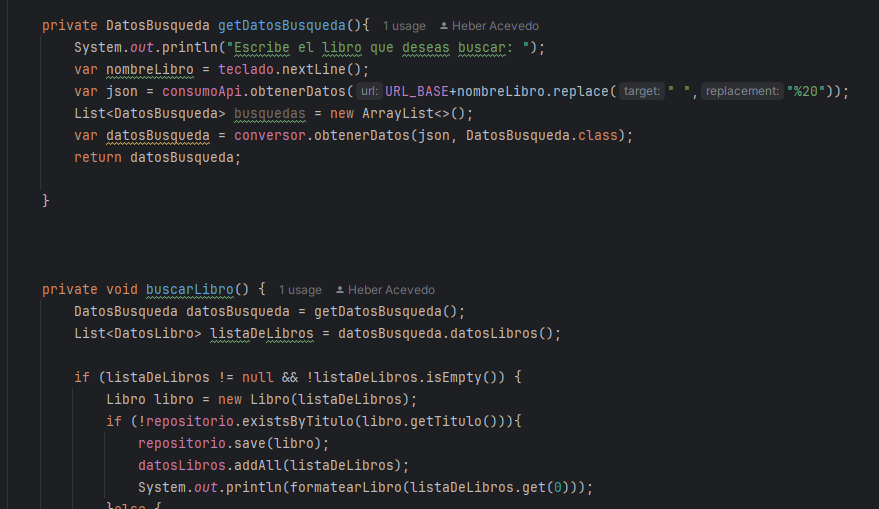 private DatosBusqueda getDatosBusqueda(){ 1 usage Heber Acevedo
System.out.println("Escribe el libro que deseas buscar: ");
var nombreLibro = teclado.nextLine();
var json = consumoApi.obtenerDatos( url: URL_BASE+nombreLibro.replace( target: " ", replacement: "%20"));
List<DatosBusqueda> busquedas = new ArrayList<>();
var datosBusqueda = conversor.obtenerDatos(json, DatosBusqueda.class);
return datosBusqueda;
}
private void buscarLibro() { 1 usage Heber Acevedo
DatosBusqueda datosBusqueda = getDatosBusqueda();
List<DatosLibro> listaDeLibros = datosBusqueda.datosLibros();
if (listaDeLibros != null && !listaDeLibros.isEmpty()) {
Libro libro = new Libro(listaDeLibros);
if (!repositorio.existsByTitulo(libro.getTitulo())){
repositorio.save(libro);
datosLibros.addAll(listaDeLibros);
System.out.println(formatearLibro(listaDeLibros.get(0)));
}else {